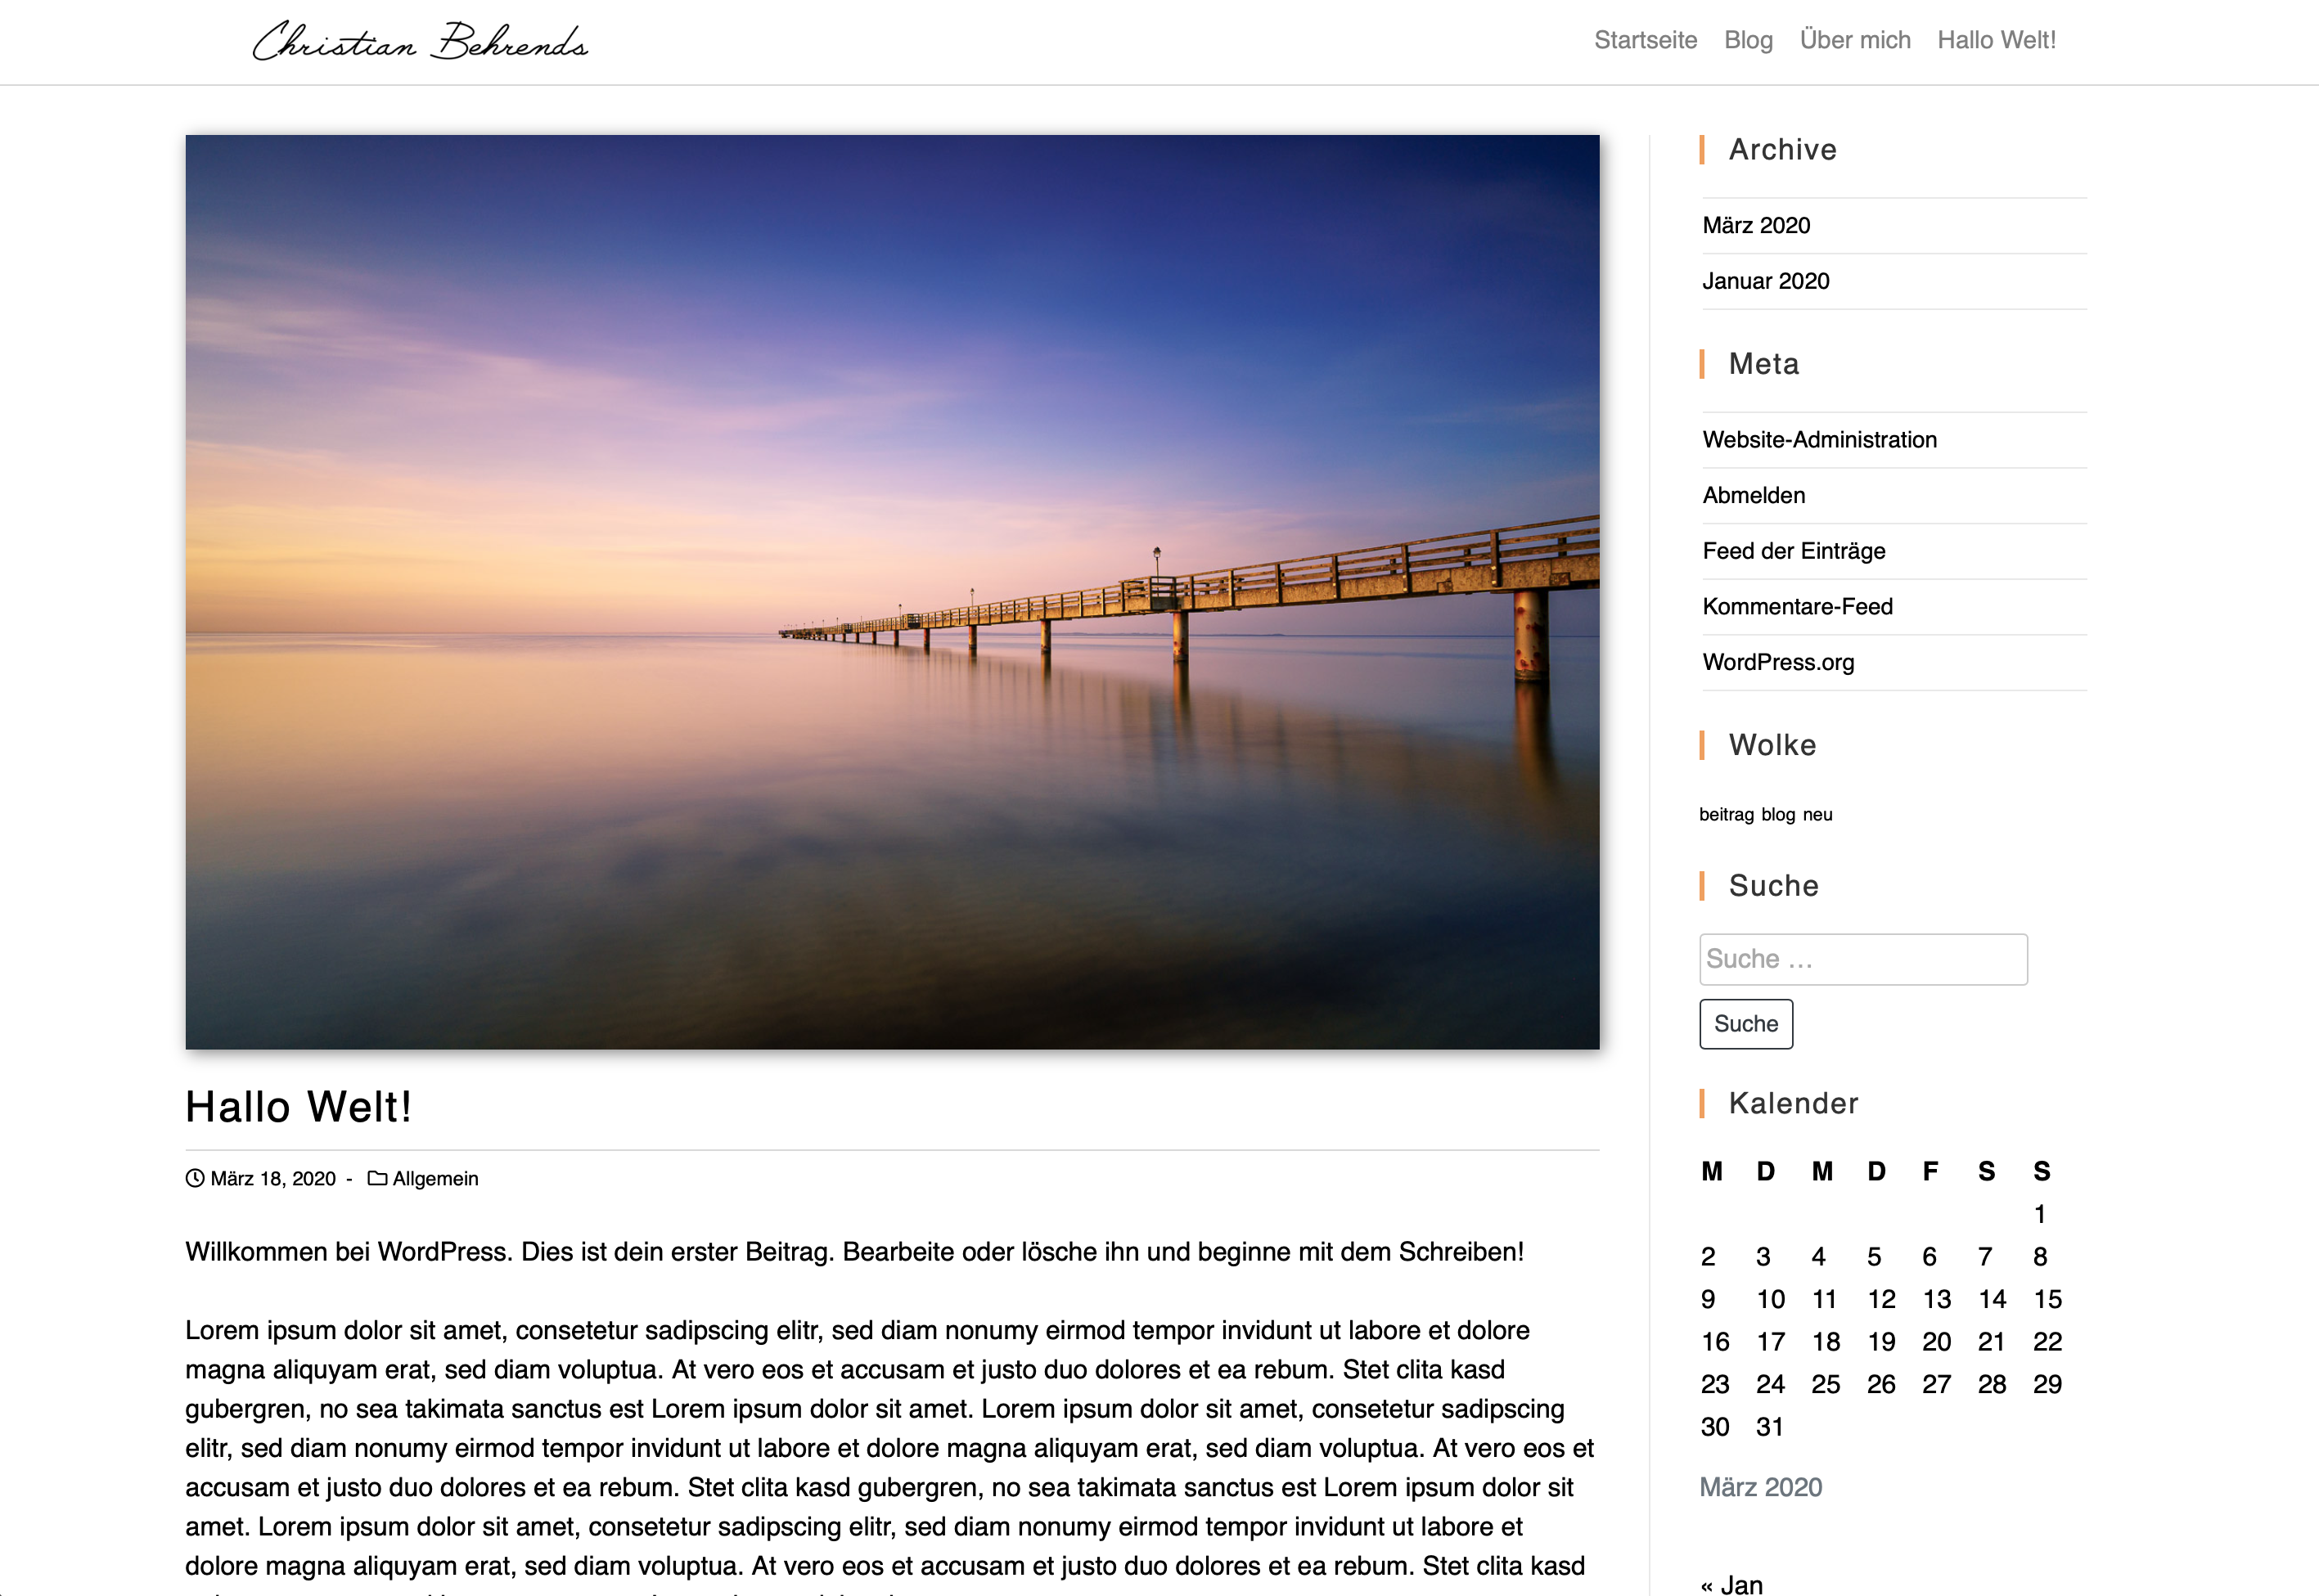 Christian Behrends
Startseite Blog Über mich Hallo Welt!
Hallo Welt!
März 18, 2020 - Allgemein
Willkommen bei WordPress. Dies ist dein erster Beitrag. Bearbeite oder lösche ihn und beginne mit dem Schreiben!
Lorem ipsum dolor sit amet, consetetur sadipscing elitr, sed diam nonumy eirmod tempor invidunt ut labore et dolore
magna aliquyam erat, sed diam voluptua. At vero eos et accusam et justo duo dolores et ea rebum. Stet clita kasd
gubergren, no sea takimata sanctus est Lorem ipsum dolor sit amet. Lorem ipsum dolor sit amet, consetetur sadipscing
elitr, sed diam nonumy eirmod tempor invidunt ut labore et dolore magna aliquyam erat, sed diam voluptua. At vero eos et
accusam et justo duo dolores et ea rebum. Stet clita kasd gubergren, no sea takimata sanctus est Lorem ipsum dolor sit
amet. Lorem ipsum dolor sit amet, consetetur sadipscing elitr, sed diam nonumy eirmod tempor invidunt ut labore et
dolore magna aliquyam erat, sed diam voluptua. At vero eos et accusam et justo duo dolores et ea rebum. Stet clita kasd
Archive
März 2020
Januar 2020
Meta
Website-Administration
Abmelden
Feed der Einträge
Kommentare-Feed
WordPress.org
Wolke
beitrag blog neu
Suche
Suche …
Suche
Kalender
M D M D F S S
1
2 3 4 5 6 7 8
9 10 11 12 13 14 15
16 17 18 19 20 21 22
23 24 25 26 27 28 29
30 31
März 2020
« Jan